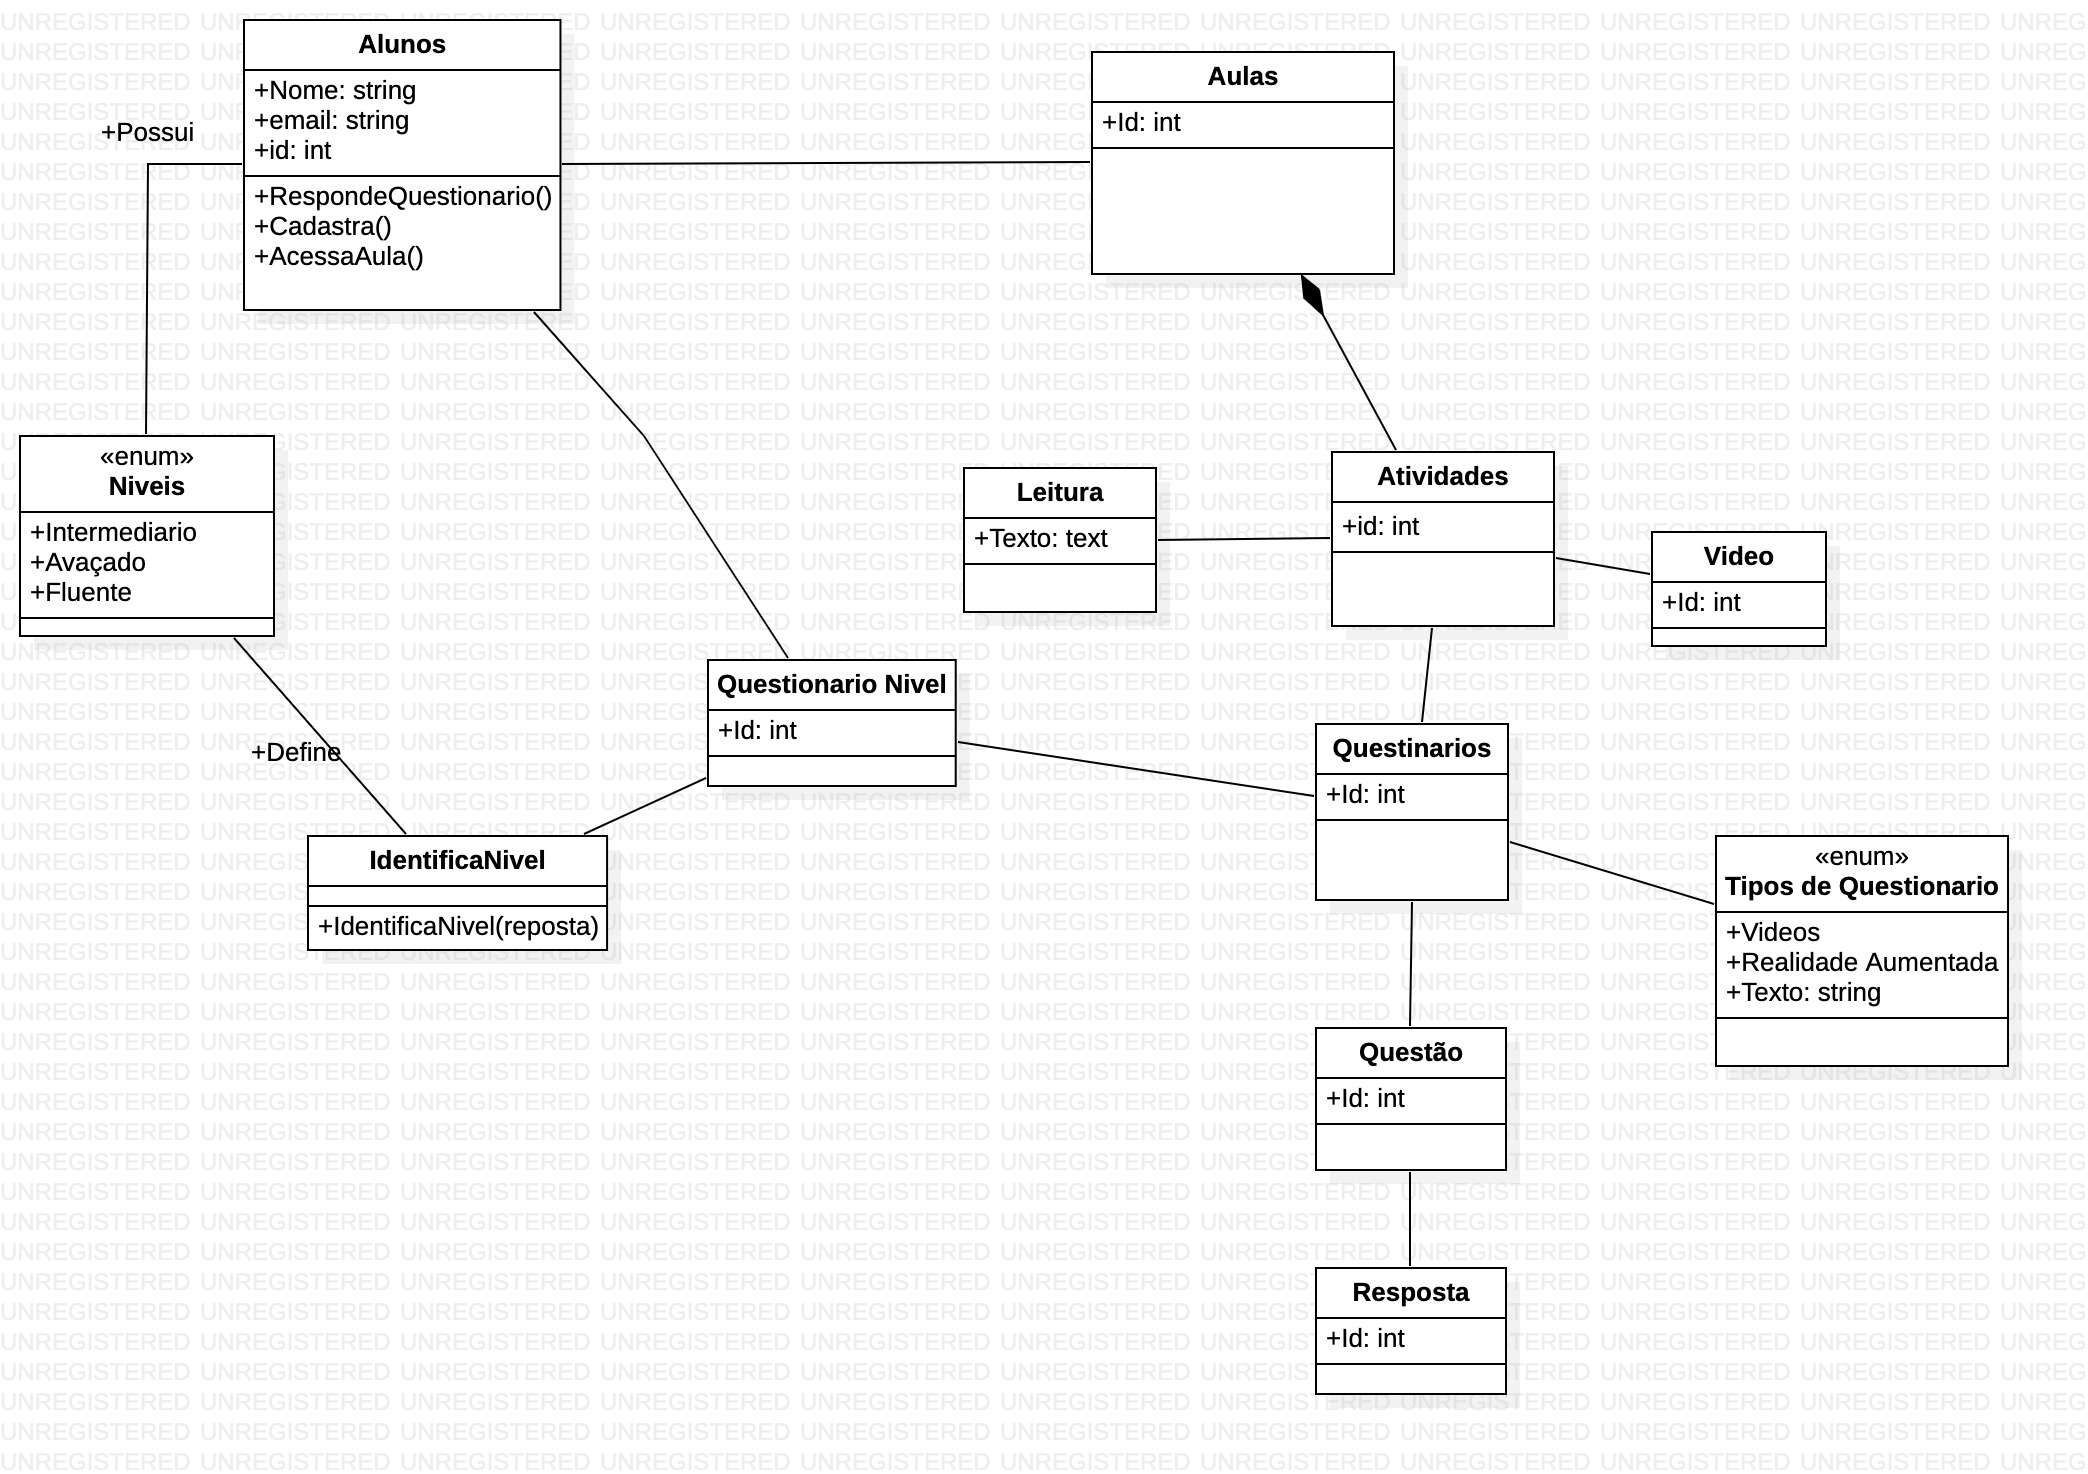 Alunos
+Nome: string
+email: string
+id: int
+RespondeQuestionario()
+Cadastra()
+AcessaAula()
Aulas
+Id: int
+Possui
«enum»
Niveis
+Intermediario
+Avaçado
+Fluente
Leitura
+Texto: text
Atividades
+id: int
Video
+Id: int
Questionario Nivel
+Id: int
+Define
Questinarios
+Id: int
IdentificaNivel
+IdentificaNivel(reposta)
«enum»
Tipos de Questionario
+Videos
+Realidade Aumentada
+Texto: string
Questão
+Id: int
Resposta
+Id: int
UNREGISTERED